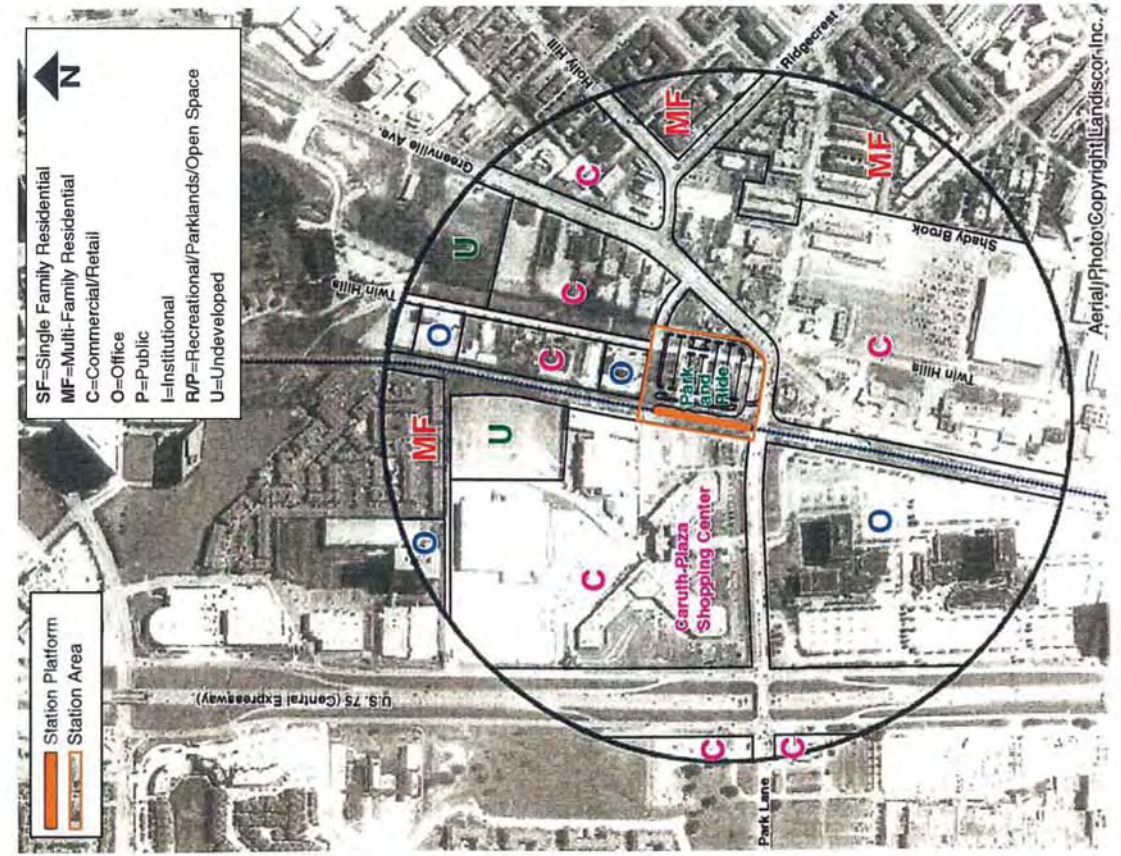 SF=Single Family Residential
MF=Multi-Family Residential
C=Commercial/Retail
O=Office
P=Public
I=Institutional
R/P=Recreational/Parklands/Open Space
U=Undeveloped
N
Station Platform
Station Area
Greenville Ave.
Holly Hill
Ridgecrest
Twin Hills
U.S. 75 (Central Expressway)
MF
U
C
MF
O
C
MF
U
C
O
O
Park
and
Ride
C
Caruth Plaza
Shopping Center
Shady Brook
C
Twin Hills
O
C
C
Park Lane
MF
Aerial Photo Copyright Landiscor Inc.